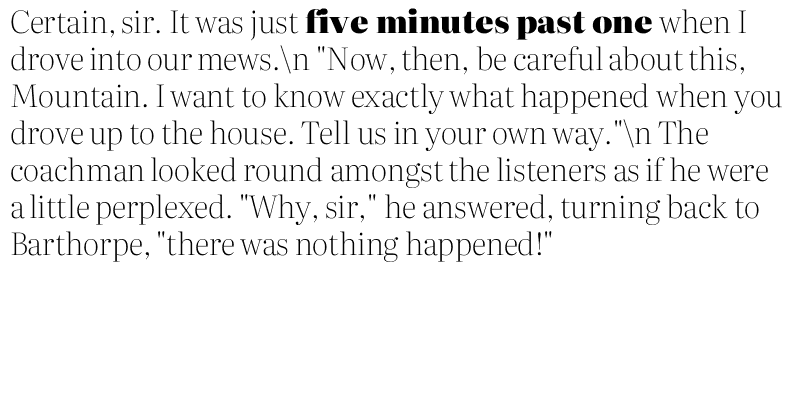 Certain, sir. It was just five minutes past one when I
drove into our mews.\n "Now, then, be careful about this,
Mountain. I want to know exactly what happened when you
drove up to the house. Tell us in your own way."\n The
coachman looked round amongst the listeners as if he were
a little perplexed. "Why, sir," he answered, turning back to
Barthorpe, "there was nothing happened!"